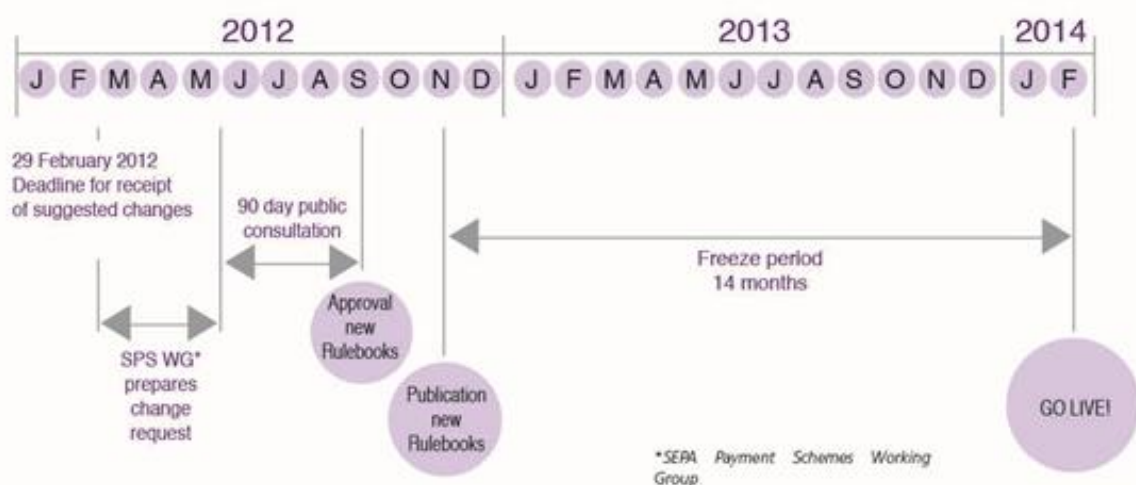 2012 2013 2014
J F M A M J J A S O N D J F M A M J J A S O N D J F
29 February 2012
Deadline for receipt
of suggested changes
90 day public
consultation
Freeze period
14 months
Approval
new
Rulebooks
SPS WG*
prepares
change
request
Publication
new
Rulebooks
GO LIVE!
*SEPA Payment Schemes Working
Group